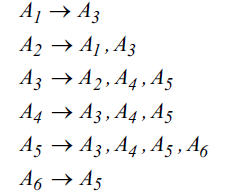 A₁ → A₃
A₂ → A₁, A₃
A₃ → A₂, A₄, A₅
A₄ → A₃, A₄, A₅
A₅ → A₃, A₄, A₅, A₆
A₆ → A₅